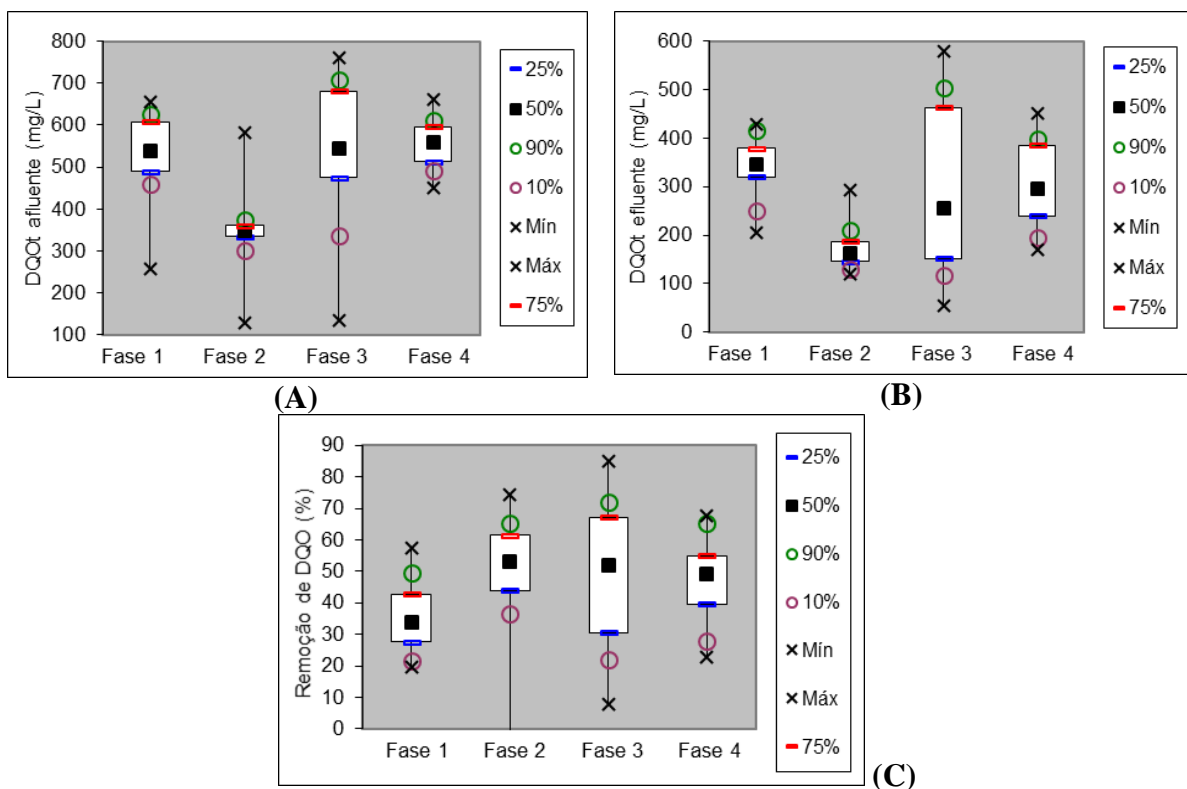 DQOt afluente (mg/L)
800
700
600
500
400
300
200
100
Fase 1 Fase 2 Fase 3 Fase 4
25%
50%
90%
10%
Mín
Máx
75%
(A)
DQOt efluente (mg/L)
600
500
400
300
200
100
0
Fase 1 Fase 2 Fase 3 Fase 4
25%
50%
90%
10%
Mín
Máx
75%
(B)
Remoção de DQO (%)
90
80
70
60
50
40
30
20
10
0
Fase 1 Fase 2 Fase 3 Fase 4
25%
50%
90%
10%
Mín
Máx
75%
(C)